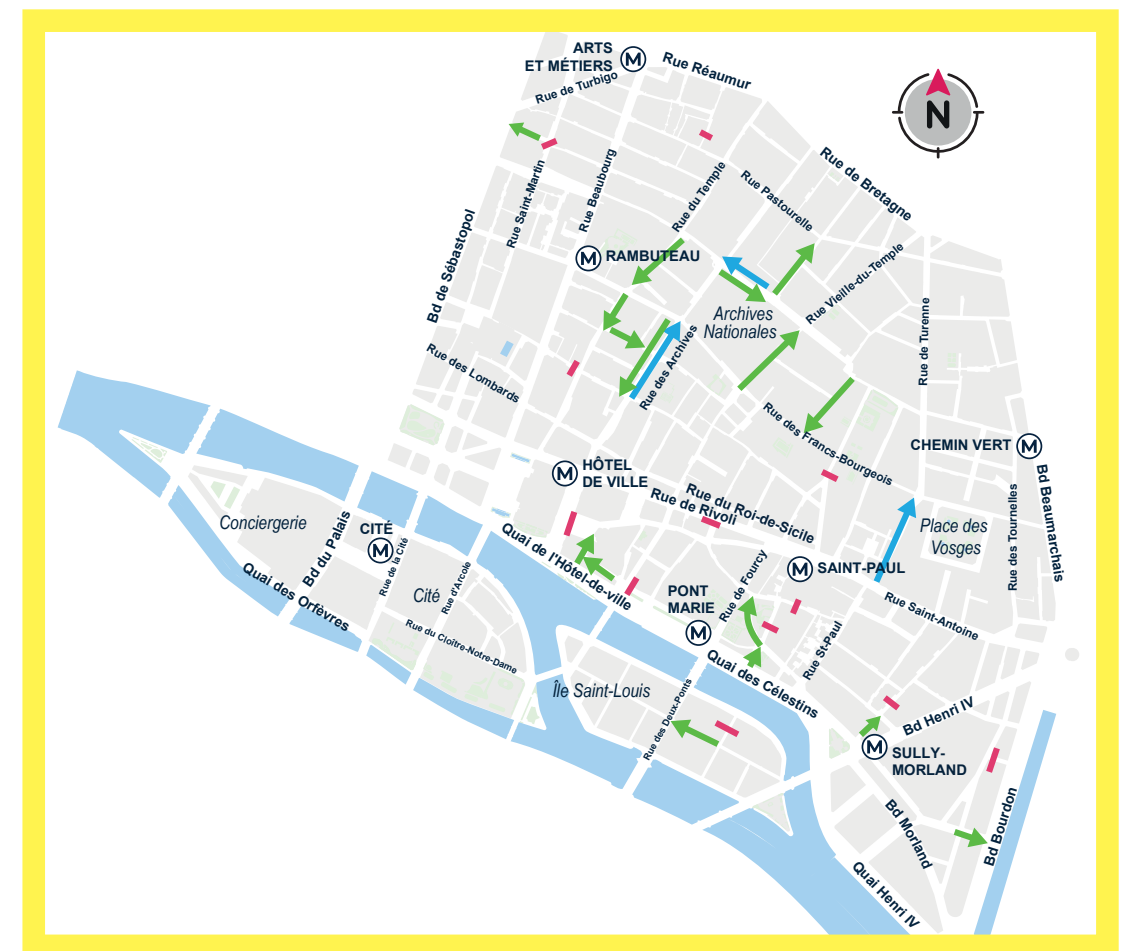 ARTS
ET MÉTIERS
M
Rue Réaumur
Rue de Turbigo
N
Rue de Bretagne
Rue Saint-Martin
Rue Beaubourg
Rue du Temple
Rue Pastourelle
Bd de Sébastopol
M
RAMBUTEAU
Rue Vieille-du-Temple
Archives
Nationales
Rue de Turenne
Rue des Archives
Rue des Lombards
Rue des Francs-Bourgeois
CHEMIN VERT
M
M
HÔTEL
DE VILLE
Rue du Roi-de-Sicile
Rue de Rivoli
Bd Beaumarchais
Rue des Tournelles
Place des
Vosges
Conciergerie
Bd du Palais
CITÉ
M
Rue de la Cité
Quai de l'Hôtel-de-ville
Rue de Fourcy
M
SAINT-PAUL
Quai des Orfèvres
Cité
Rue d'Arcole
PONT
MARIE
M
Rue Saint-Antoine
Rue du Cloître-Notre-Dame
Rue St-Paul
Quai des Célestins
Île Saint-Louis
Rue des Deux-Ponts
Bd Henri IV
M
SULLY-
MORLAND
Bd Morland
Bd Bourdon
Quai Henri IV